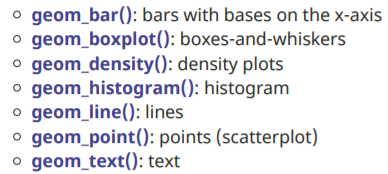 geom_bar(): bars with bases on the x-axis
geom_boxplot(): boxes-and-whiskers
geom_density(): density plots
geom_histogram(): histogram
geom_line(): lines
geom_point(): points (scatterplot)
geom_text(): text